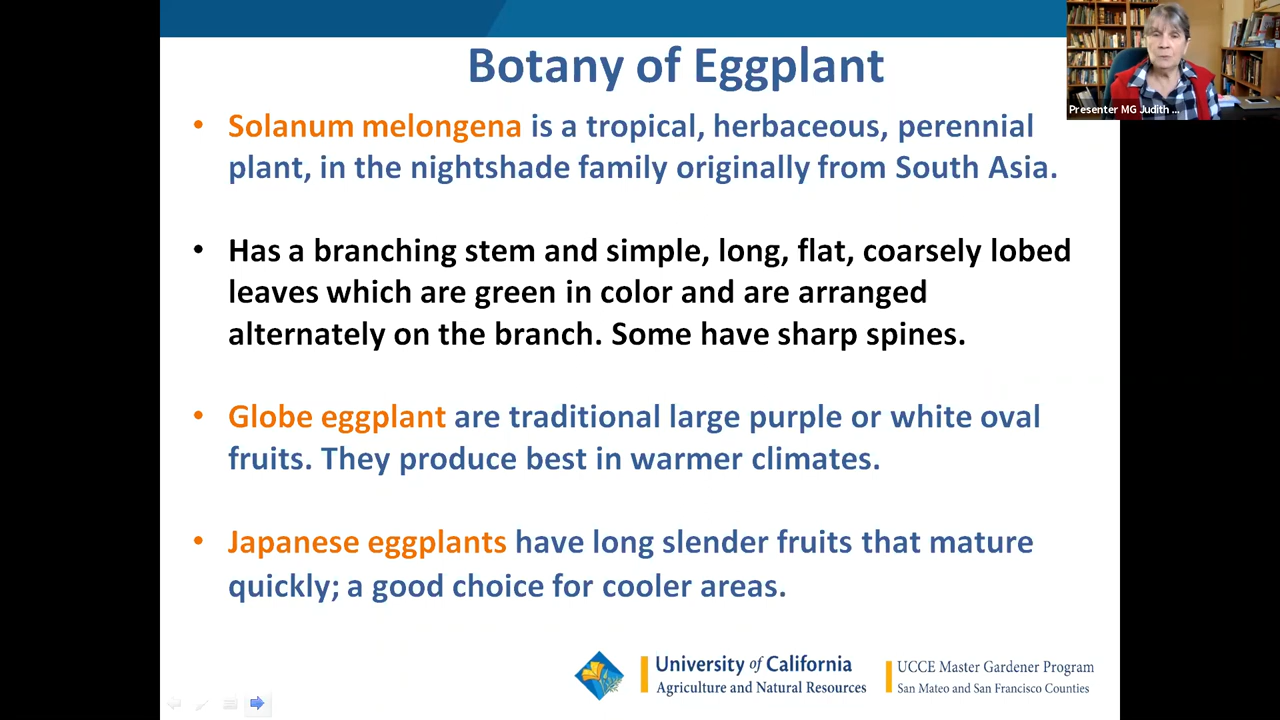 Botany of Eggplant
Presenter MG Judith ...
• Solanum melongena is a tropical, herbaceous, perennial
plant, in the nightshade family originally from South Asia.
• Has a branching stem and simple, long, flat, coarsely lobed
leaves which are green in color and are arranged
alternately on the branch. Some have sharp spines.
• Globe eggplant are traditional large purple or white oval
fruits. They produce best in warmer climates.
• Japanese eggplants have long slender fruits that mature
quickly; a good choice for cooler areas.
University of California
Agriculture and Natural Resources
UCCE Master Gardener Program
San Mateo and San Francisco Counties